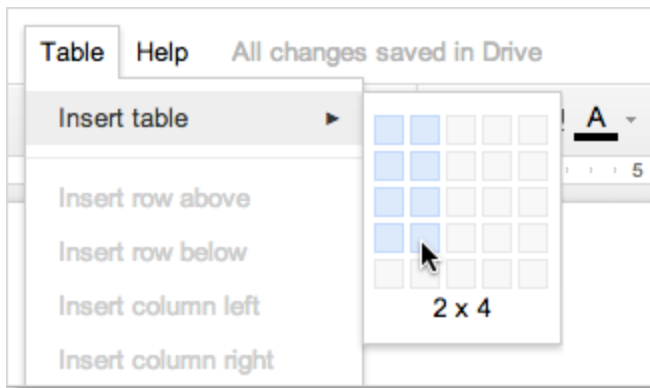 Table Help All changes saved in Drive
Insert table
A
5
Insert row above
Insert row below
Insert column left
2 x 4
Insert column right